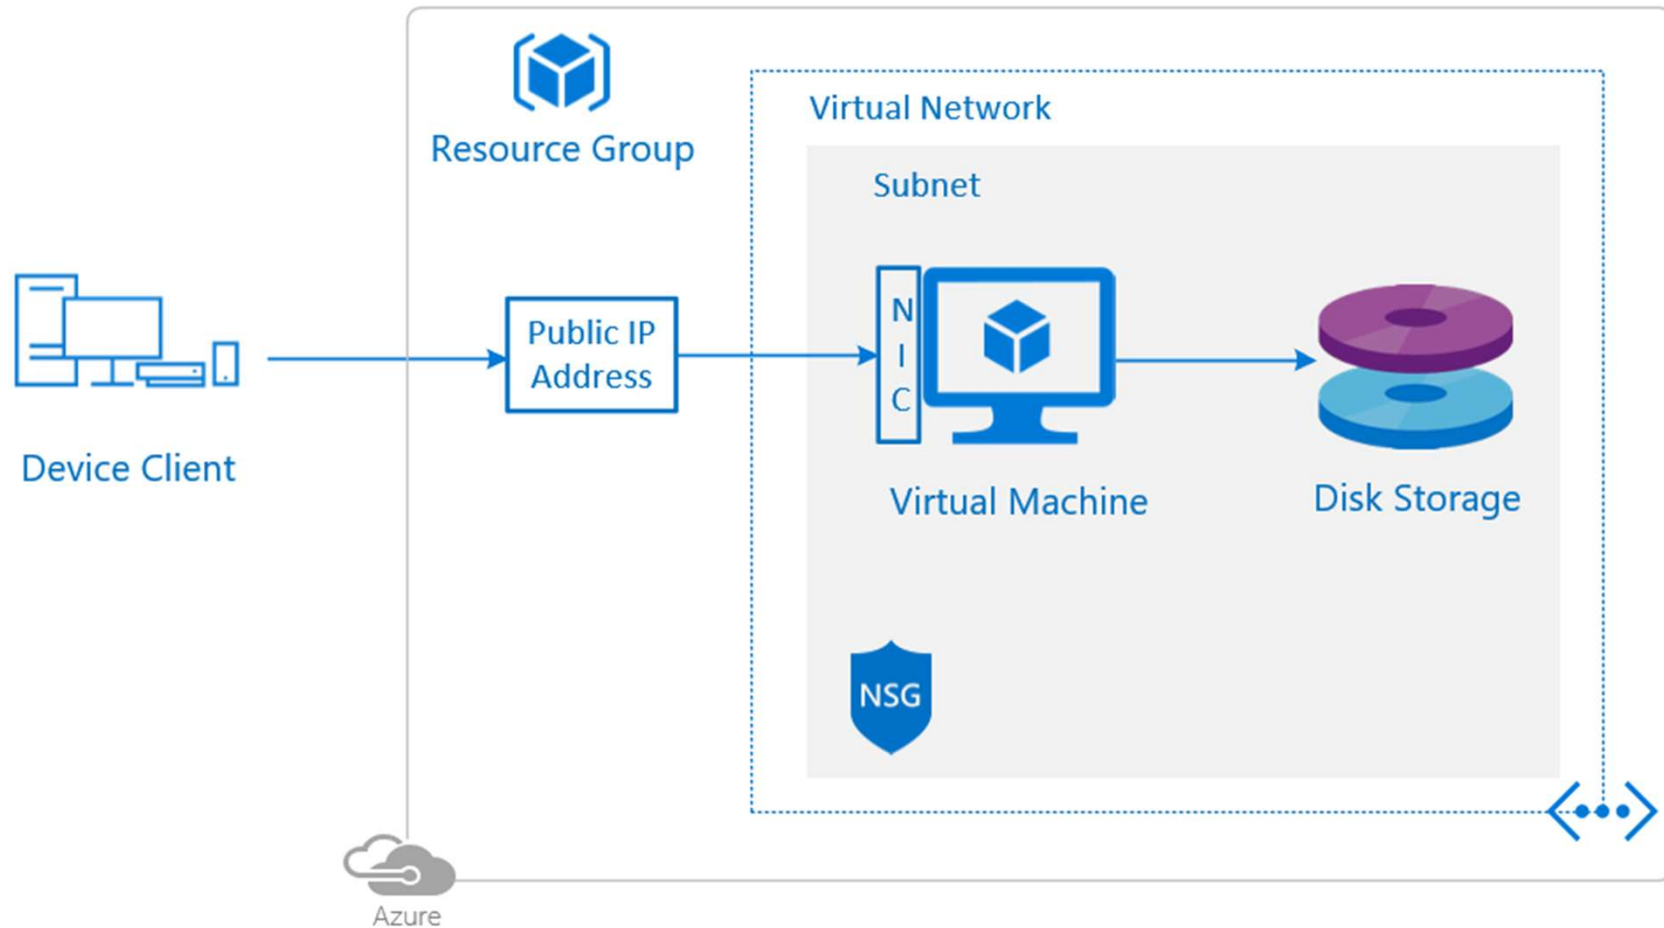 Resource Group
Virtual Network
Subnet
Device Client
Public IP
Address
N
I
C
Virtual Machine
Disk Storage
NSG
Azure